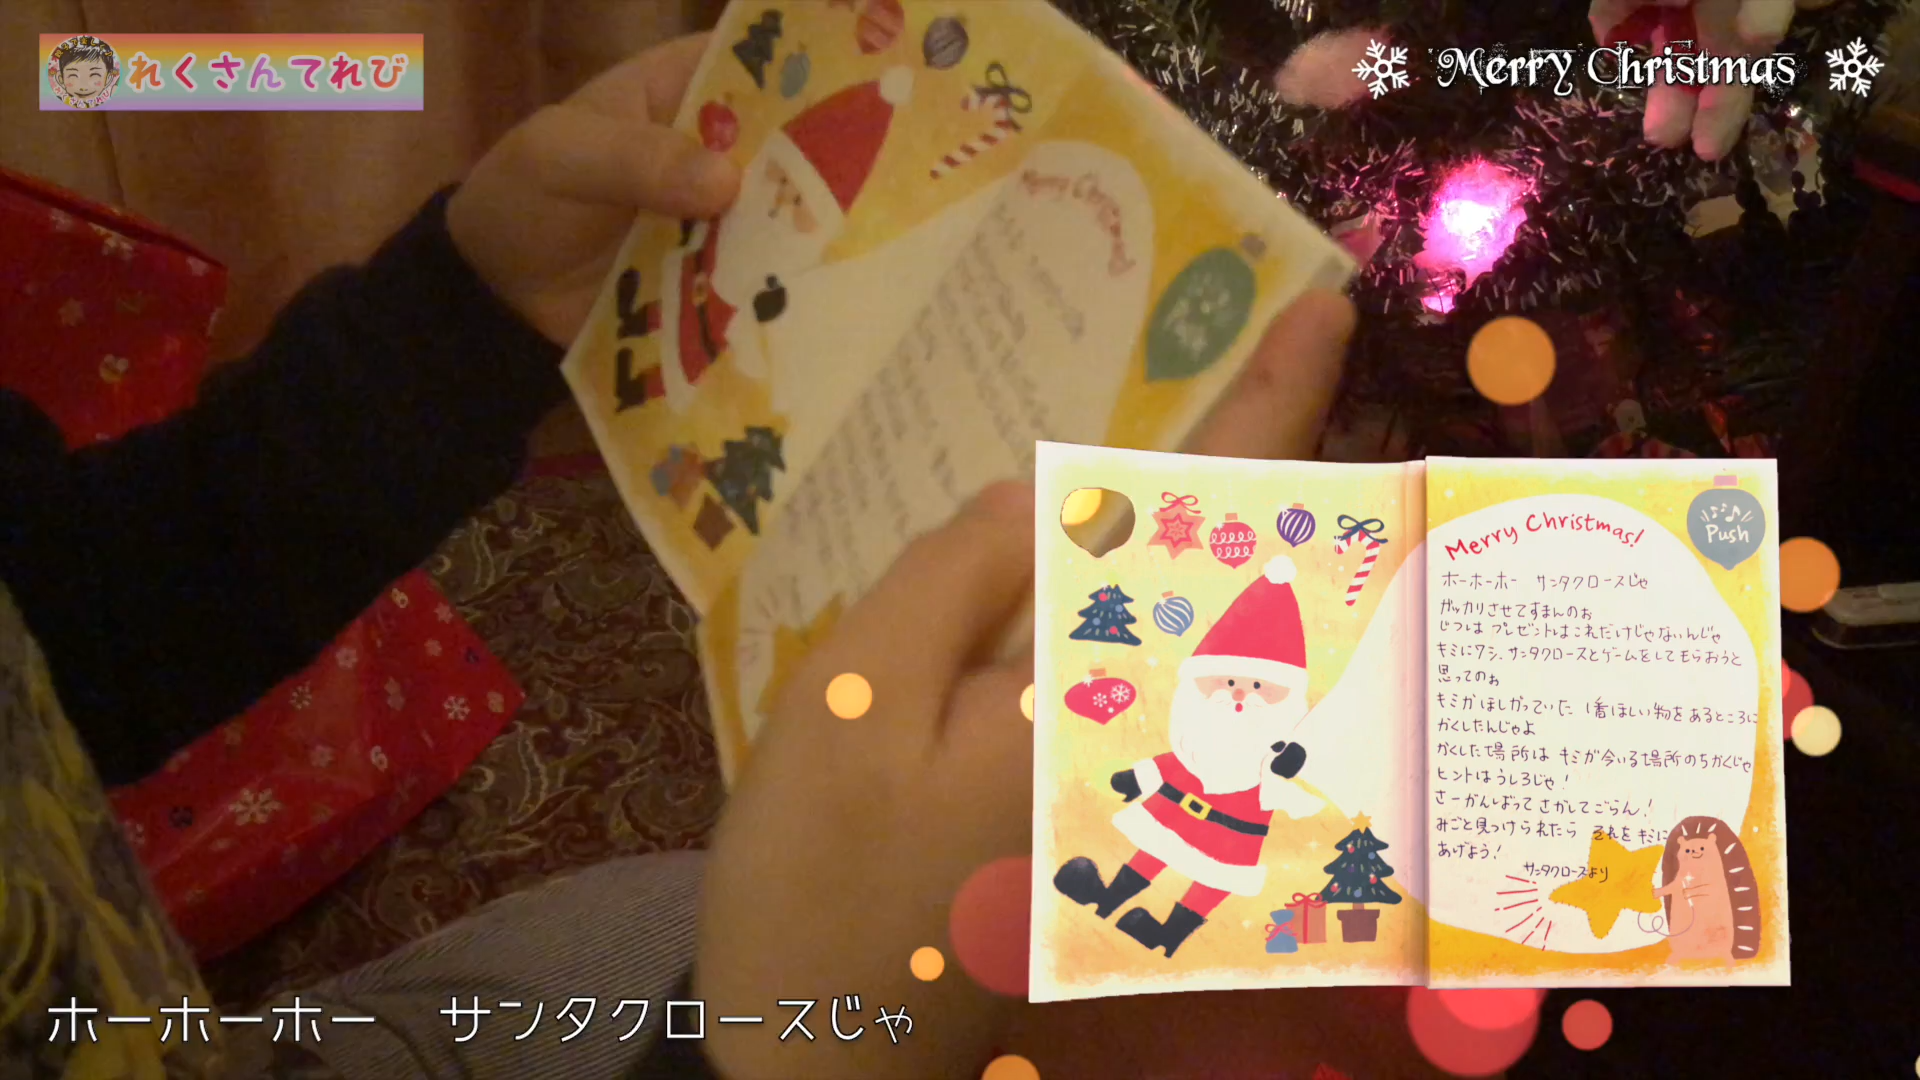 れくさんてれび
Merry Christmas
Merry Christmas!
Push
ホーホーホー サンタクロースじゃ
ガッカリさせてすまんのぉ
じつは プレゼントはこれだけじゃないんじゃ
キミにワシ、サンタクロースとゲームをしてもらおうと
思ってのぉ
キミがほしがっていた 1番ほしい物をあるところに
かくしたんじゃよ
かくした場所は キミが今いる場所のちかくじゃ
ヒントはうしろじゃ!
さーがんばって さがしてごらん!
みごと見つけられたら それをキミに
あげよう!
サンタクロースより
ホーホーホー サンタクロースじゃ